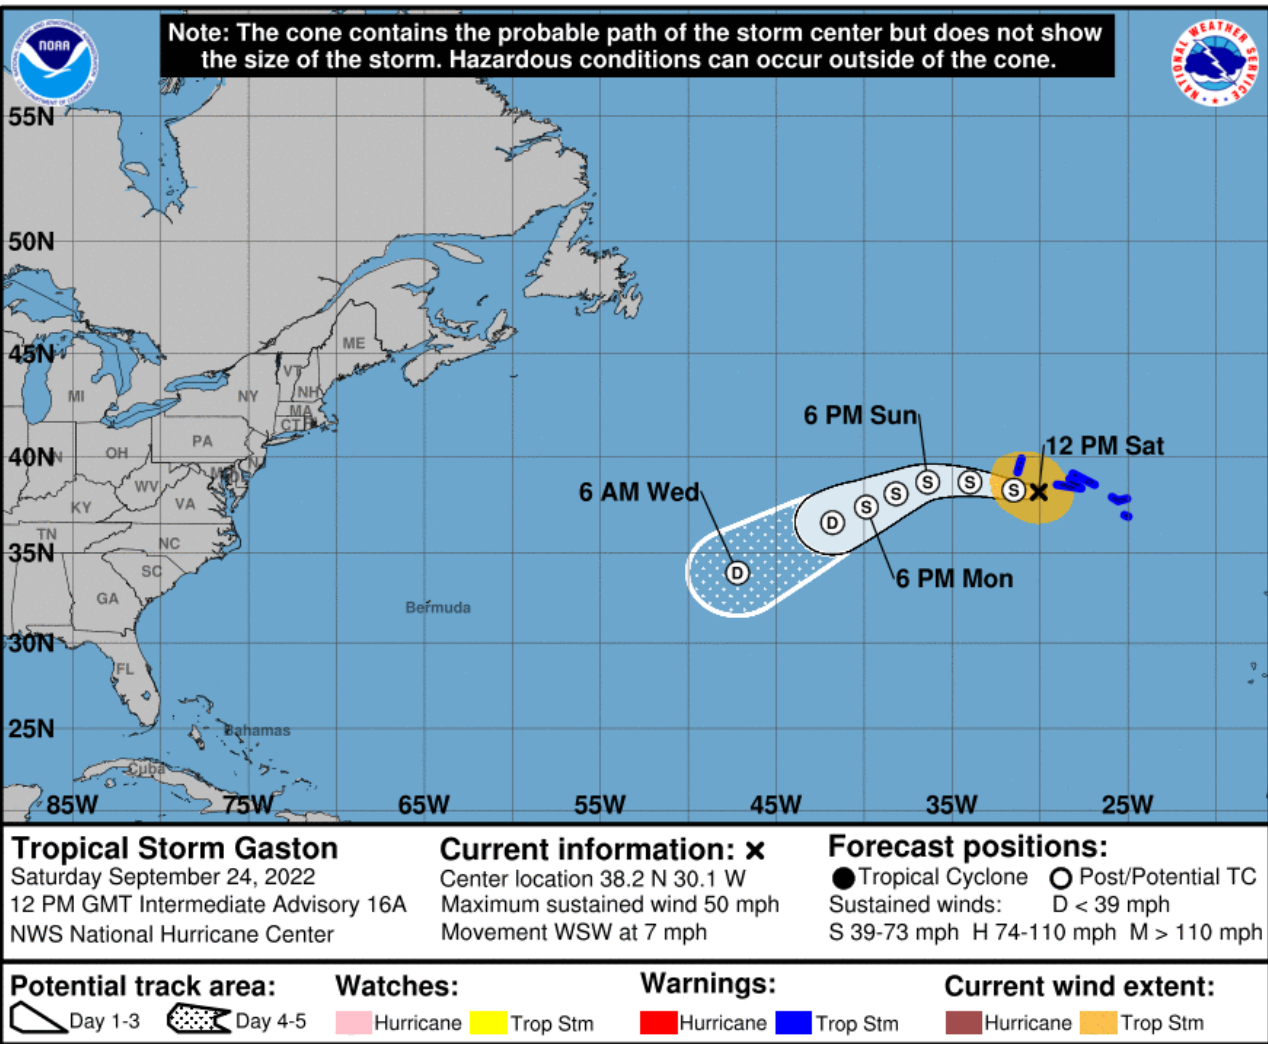 Note: The cone contains the probable path of the storm center but does not show
the size of the storm. Hazardous conditions can occur outside of the cone.
NOAA
NATIONAL WEATHER SERVICE
55N
50N
45N
40N
35N
30N
25N
85W 75W 65W 55W 45W 35W 25W
ME
VT
NH
MI NY
MA
CT
PA
OH
NJ
WV
KY VA
TN NC
SC
GA
FL
Bermuda
Bahamas
Cuba
6 PM Sun
12 PM Sat
6 AM Wed
6 PM Mon
D D S S S S S
Tropical Storm Gaston
Saturday September 24, 2022
12 PM GMT Intermediate Advisory 16A
NWS National Hurricane Center
Current information: x
Center location 38.2 N 30.1 W
Maximum sustained wind 50 mph
Movement WSW at 7 mph
Forecast positions:
Tropical Cyclone Post/Potential TC
Sustained winds: D < 39 mph
S 39-73 mph H 74-110 mph M > 110 mph
Potential track area:
Day 1-3 Day 4-5
Watches:
Hurricane Trop Stm
Warnings:
Hurricane Trop Stm
Current wind extent:
Hurricane Trop Stm